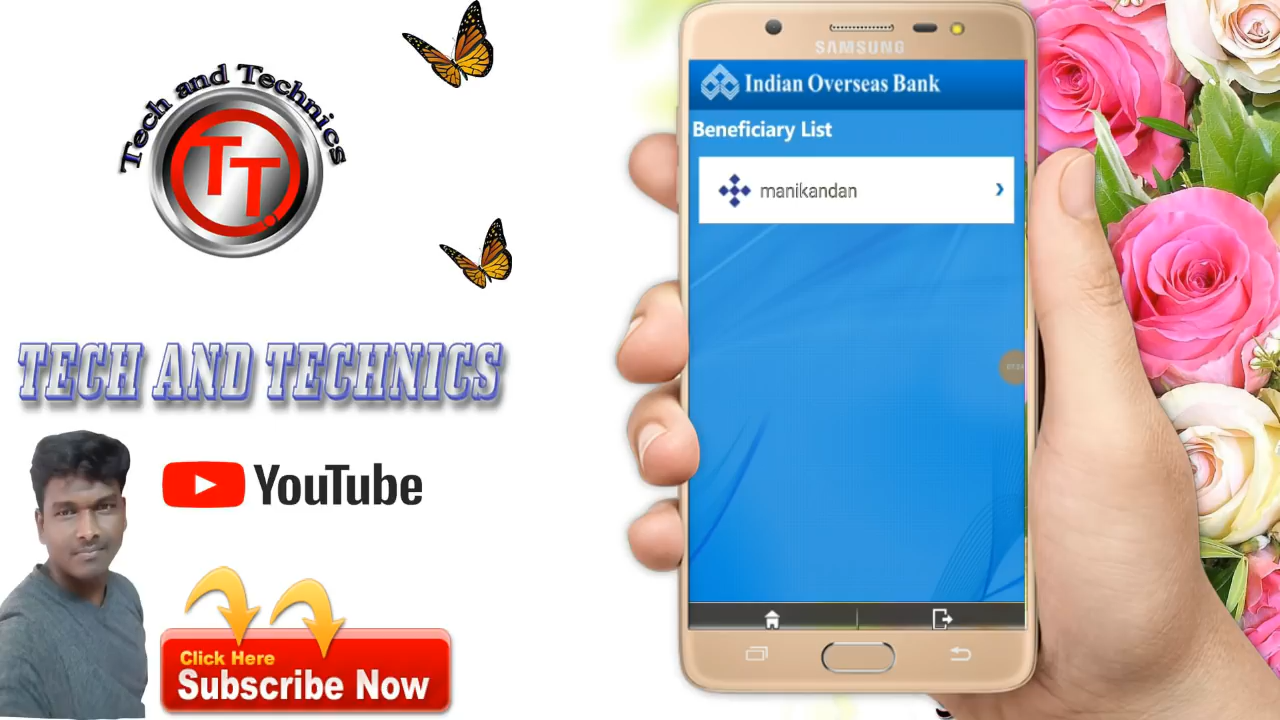 Tech and Technics
TT.
TECH AND TECHNICS
YouTube
Click Here
Subscribe Now
SAMSUNG
Indian Overseas Bank
Beneficiary List
manikandan